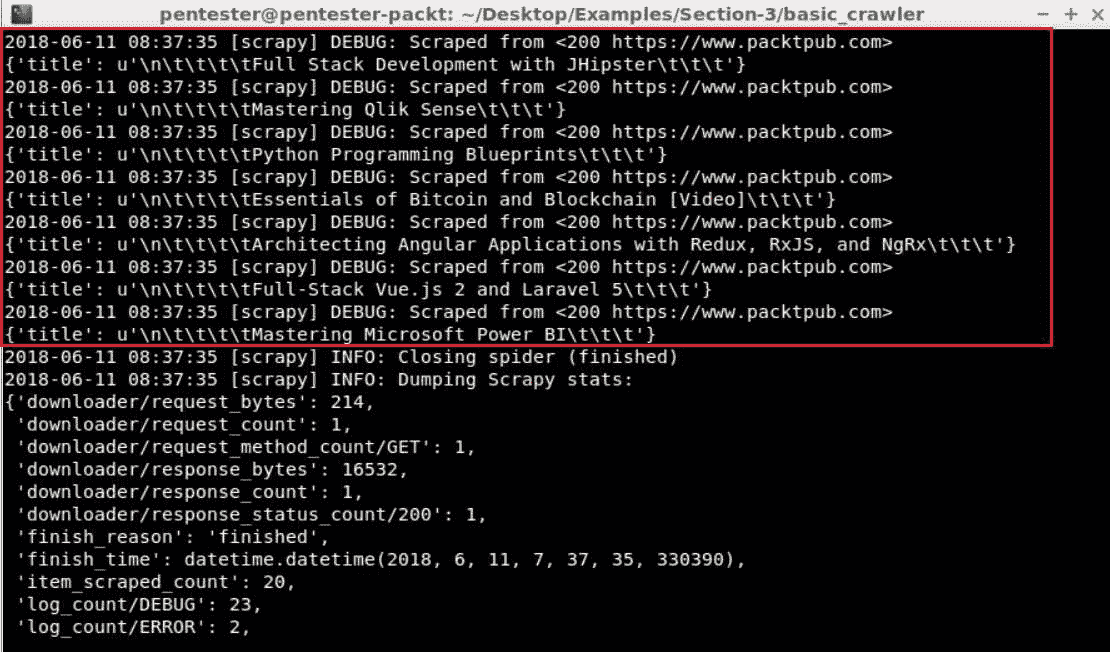 pentester@pentester-packt: ~/Desktop/Examples/Section-3/basic_crawler
2018-06-11 08:37:35 [scrapy] DEBUG: Scraped from <200 https://www.packtpub.com>
{'title': u'\n\t\t\t\tFull Stack Development with JHipster\t\t\t'}
2018-06-11 08:37:35 [scrapy] DEBUG: Scraped from <200 https://www.packtpub.com>
{'title': u'\n\t\t\t\tMastering Qlik Sense\t\t\t'}
2018-06-11 08:37:35 [scrapy] DEBUG: Scraped from <200 https://www.packtpub.com>
{'title': u'\n\t\t\t\tPython Programming Blueprints\t\t\t'}
2018-06-11 08:37:35 [scrapy] DEBUG: Scraped from <200 https://www.packtpub.com>
{'title': u'\n\t\t\t\tEssentials of Bitcoin and Blockchain [Video]\t\t\t'}
2018-06-11 08:37:35 [scrapy] DEBUG: Scraped from <200 https://www.packtpub.com>
{'title': u'\n\t\t\t\tArchitecting Angular Applications with Redux, RxJS, and NgRx\t\t\t'}
2018-06-11 08:37:35 [scrapy] DEBUG: Scraped from <200 https://www.packtpub.com>
{'title': u'\n\t\t\t\tFull-Stack Vue.js 2 and Laravel 5\t\t\t'}
2018-06-11 08:37:35 [scrapy] DEBUG: Scraped from <200 https://www.packtpub.com>
{'title': u'\n\t\t\t\tMastering Microsoft Power BI\t\t\t'}
2018-06-11 08:37:35 [scrapy] INFO: Closing spider (finished)
2018-06-11 08:37:35 [scrapy] INFO: Dumping Scrapy stats:
{'downloader/request_bytes': 214,
 'downloader/request_count': 1,
 'downloader/request_method_count/GET': 1,
 'downloader/response_bytes': 16532,
 'downloader/response_count': 1,
 'downloader/response_status_count/200': 1,
 'finish_reason': 'finished',
 'finish_time': datetime.datetime(2018, 6, 11, 7, 37, 35, 330390),
 'item_scraped_count': 20,
 'log_count/DEBUG': 23,
 'log_count/ERROR': 2,